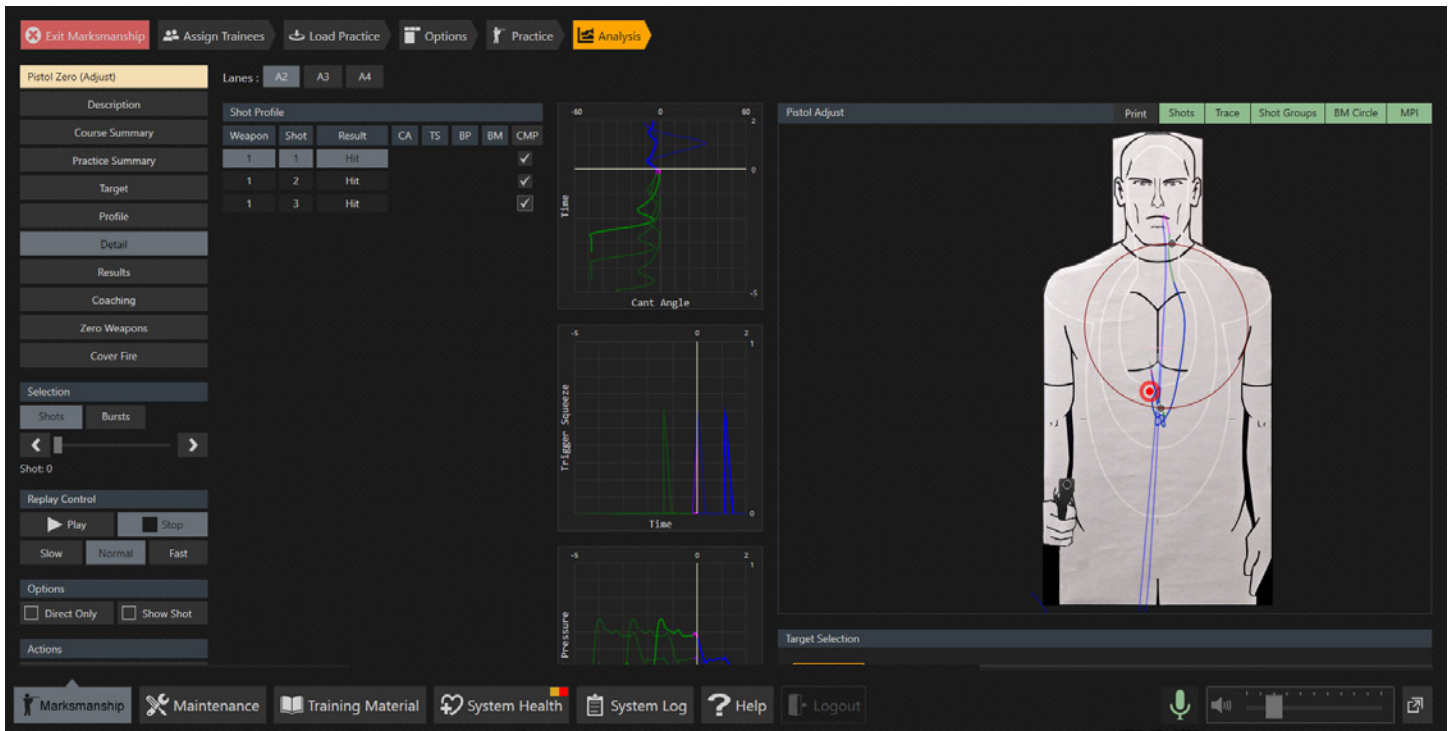 Exit Marksmanship Assign Trainees Load Practice Options Practice Analysis
Pistol Zero (Adjust)
Description
Course Summary
Practice Summary
Target
Profile
Detail
Results
Coaching
Zero Weapons
Cover Fire
Selection
Shots Bursts
Shot: 0
Replay Control
Play Stop
Slow Normal Fast
Options
Direct Only Show Shot
Actions
Lanes : A2 A3 A4
Shot Profile
Weapon Shot Result CA TS BP BM CMP
1 1 Hit
1 2 Hit
1 3 Hit
-60 0 60
2
0
-5
Time
Cant Angle
-5 0 2
1
0
Trigger Squeeze
Time
-5 0 2
1
Pressure
Pistol Adjust Print Shots Trace Shot Groups BM Circle MPI
Target Selection
Marksmanship Maintenance Training Material System Health System Log Help Logout